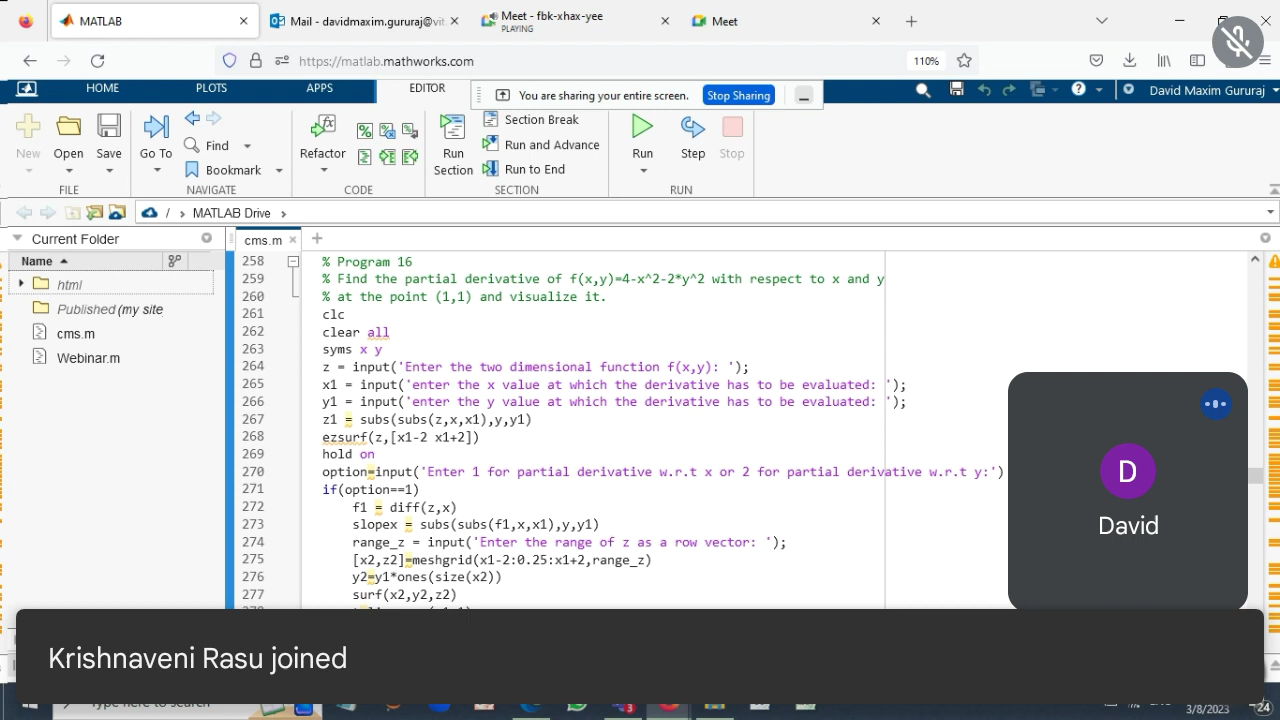 MATLAB
Mail - davidmaxim.gururaj@vit
Meet - fbk-xhax-yee
PLAYING
Meet
https://matlab.mathworks.com
110%
HOME
PLOTS
APPS
EDITOR
You are sharing your entire screen.
Stop Sharing
David Maxim Gururaj
New
Open
Save
Go To
Find
Bookmark
Refactor
Run
Section
Section Break
Run and Advance
Run to End
Run
Step
Stop
FILE
NAVIGATE
CODE
SECTION
RUN
/ › MATLAB Drive ›
Current Folder
cms.m
Name
html
Published (my site
cms.m
Webinar.m
258 % Program 16
259 % Find the partial derivative of f(x,y)=4-x^2-2*y^2 with respect to x and y
260 % at the point (1,1) and visualize it.
261 clc
262 clear all
263 syms x y
264 z = input('Enter the two dimensional function f(x,y): ');
265 x1 = input('enter the x value at which the derivative has to be evaluated: ');
266 y1 = input('enter the y value at which the derivative has to be evaluated: ');
267 z1 = subs(subs(z,x,x1),y,y1)
268 ezsurf(z,[x1-2 x1+2])
269 hold on
270 option=input('Enter 1 for partial derivative w.r.t x or 2 for partial derivative w.r.t y:')
271 if(option==1)
272 f1 = diff(z,x)
273 slopex = subs(subs(f1,x,x1),y,y1)
274 range_z = input('Enter the range of z as a row vector: ');
275 [x2,z2]=meshgrid(x1-2:0.25:x1+2,range_z)
276 y2=y1*ones(size(x2))
277 surf(x2,y2,z2)
D
David
Krishnaveni Rasu joined
Type here to search
3/8/2023
24